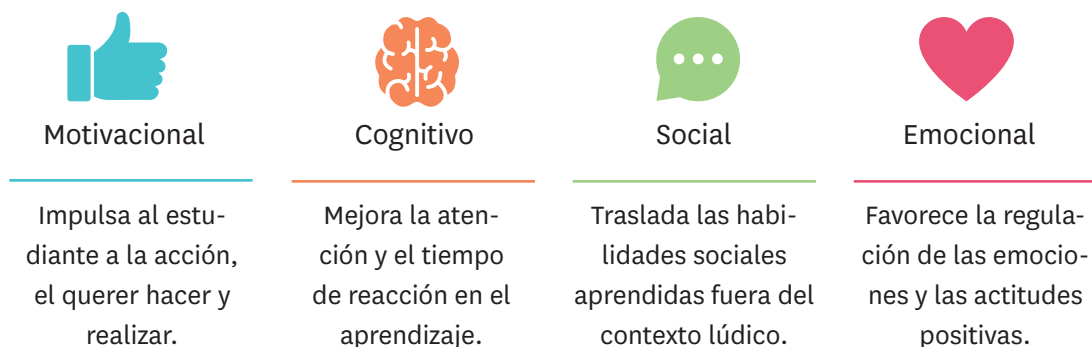 Motivacional
Impulsa al estu-
diante a la acción,
el querer hacer y
realizar.
Cognitivo
Mejora la aten-
ción y el tiempo
de reacción en el
aprendizaje.
Social
Traslada las habi-
lidades sociales
aprendidas fuera del
contexto lúdico.
Emocional
Favorece la regula-
ción de las emocio-
nes y las actitudes
positivas.